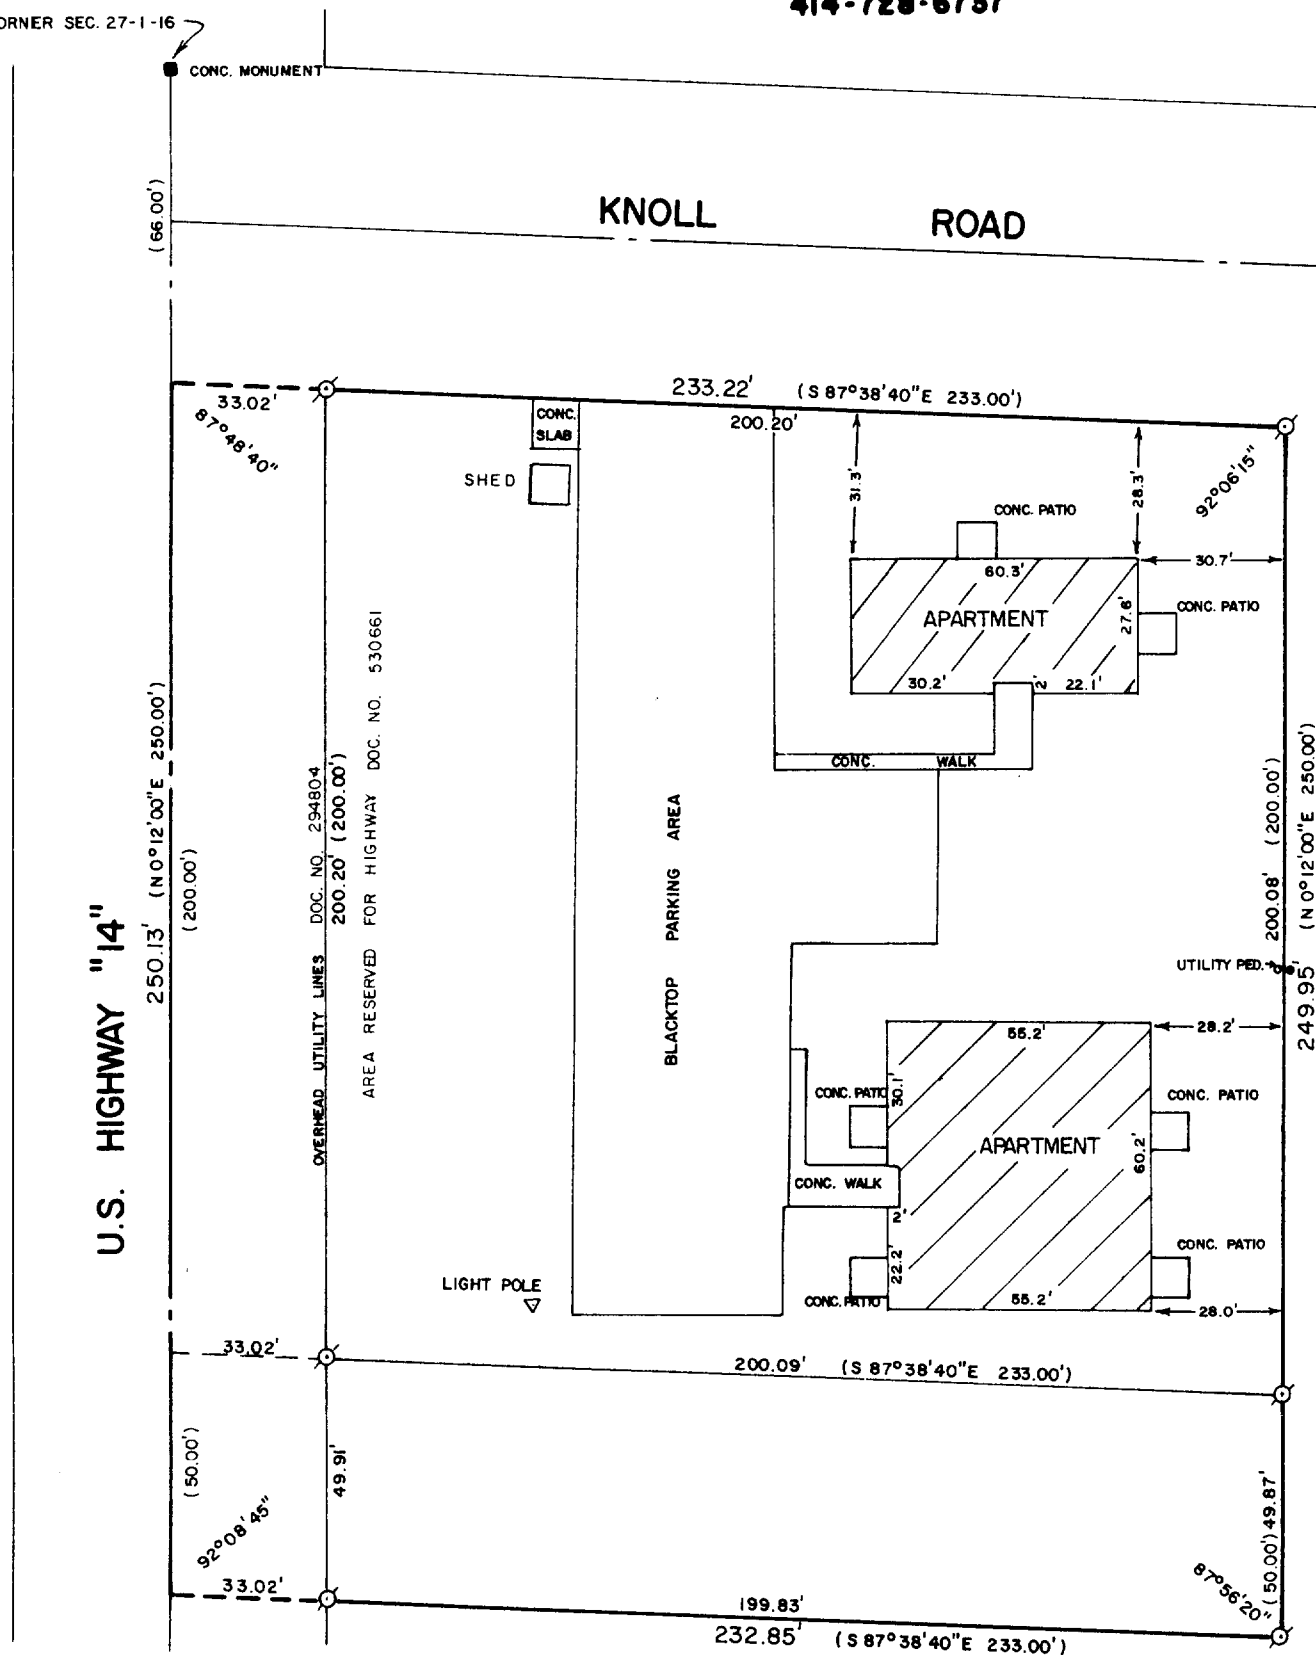 414-728-6757
ORNER SEC. 27-1-16
CONC. MONUMENT
(66.00')
KNOLL ROAD
33.02'
87°48'40"
233.22' (S 87°38'40"E 233.00')
200.20'
CONC.
SLAB
SHED
31.3'
28.3'
92°06'15"
CONC. PATIO
60.3'
30.7'
APARTMENT
27.6'
CONC. PATIO
30.2'
2'
22.1'
CONC. WALK
U.S. HIGHWAY "14"
250.13' (N 0°12'00"E 250.00')
(200.00')
OVERHEAD UTILITY LINES DOC. NO. 294804
200.20' (200.00')
AREA RESERVED FOR HIGHWAY DOC. NO. 530661
BLACKTOP PARKING AREA
200.08' (200.00')
249.95' (N 0°12'00"E 250.00')
UTILITY PED.
55.2'
28.2'
CONC. PATIO
30.1'
CONC. PATIO
APARTMENT
60.2'
CONC. WALK
2'
22.2'
CONC. PATIO
CONC. PATIO
55.2'
28.0'
LIGHT POLE
33.02'
200.09' (S 87°38'40"E 233.00')
(50.00')
49.91'
92°08'45"
(50.00') 49.87'
87°56'20"
33.02'
199.83'
232.85' (S 87°38'40"E 233.00')